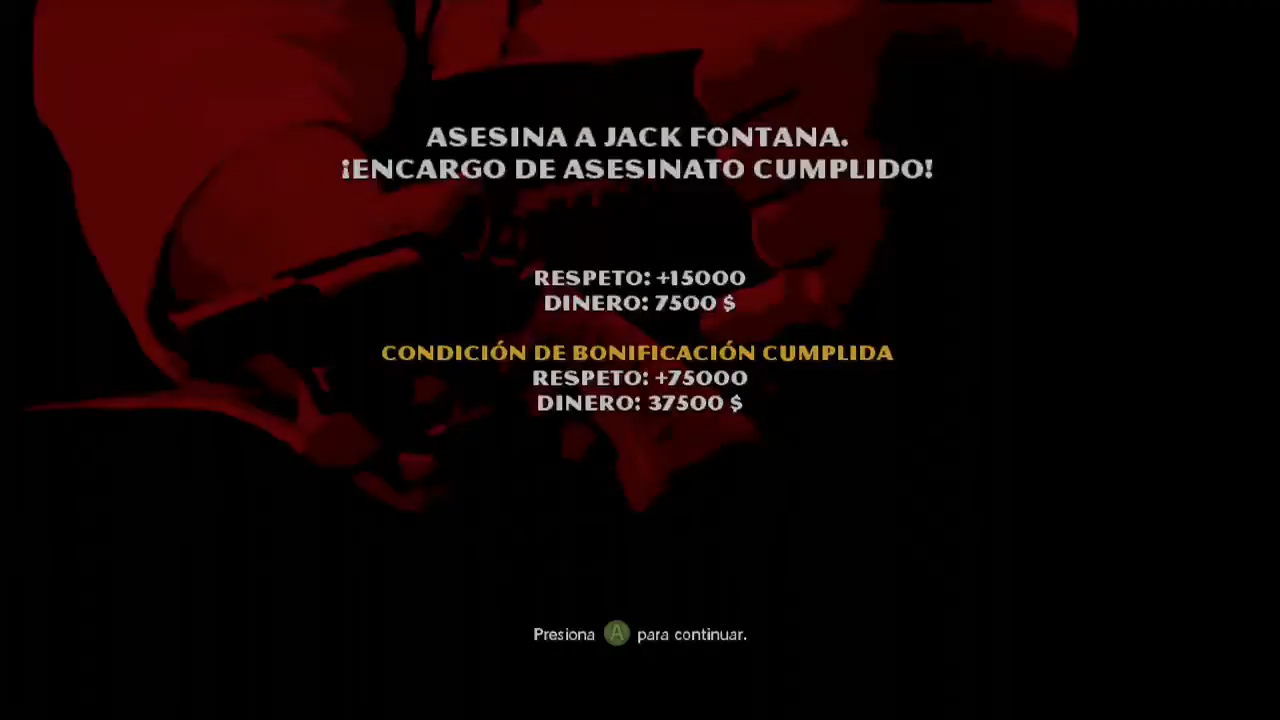 ASESINA A JACK FONTANA.
¡ENCARGO DE ASESINATO CUMPLIDO!
RESPETO: +15000
DINERO: 7500 $
CONDICIÓN DE BONIFICACIÓN CUMPLIDA
RESPETO: +75000
DINERO: 37500 $
Presiona A para continuar.